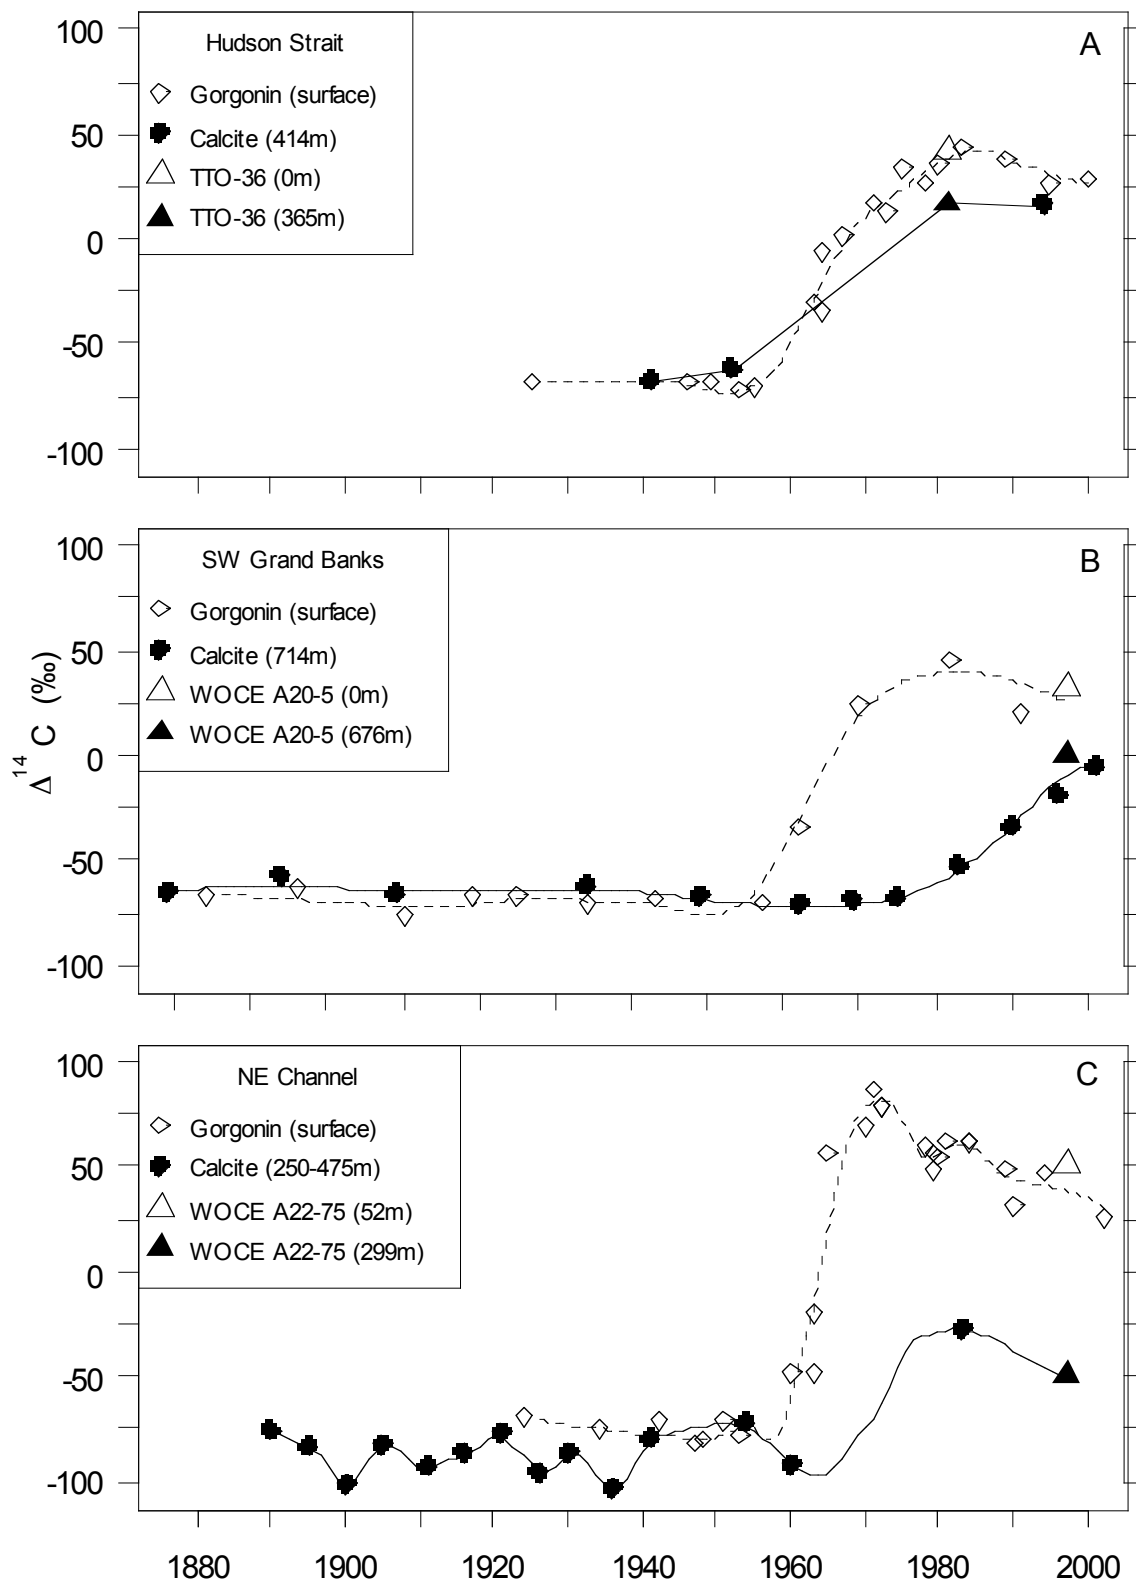 100
50
0
-50
-100
Hudson Strait
Gorgonin (surface)
Calcite (414m)
TTO-36 (0m)
TTO-36 (365m)
A
100
50
0
-50
-100
SW Grand Banks
Gorgonin (surface)
Calcite (714m)
WOCE A20-5 (0m)
WOCE A20-5 (676m)
B
Δ14 C (‰)
100
50
0
-50
-100
NE Channel
Gorgonin (surface)
Calcite (250-475m)
WOCE A22-75 (52m)
WOCE A22-75 (299m)
C
1880 1900 1920 1940 1960 1980 2000